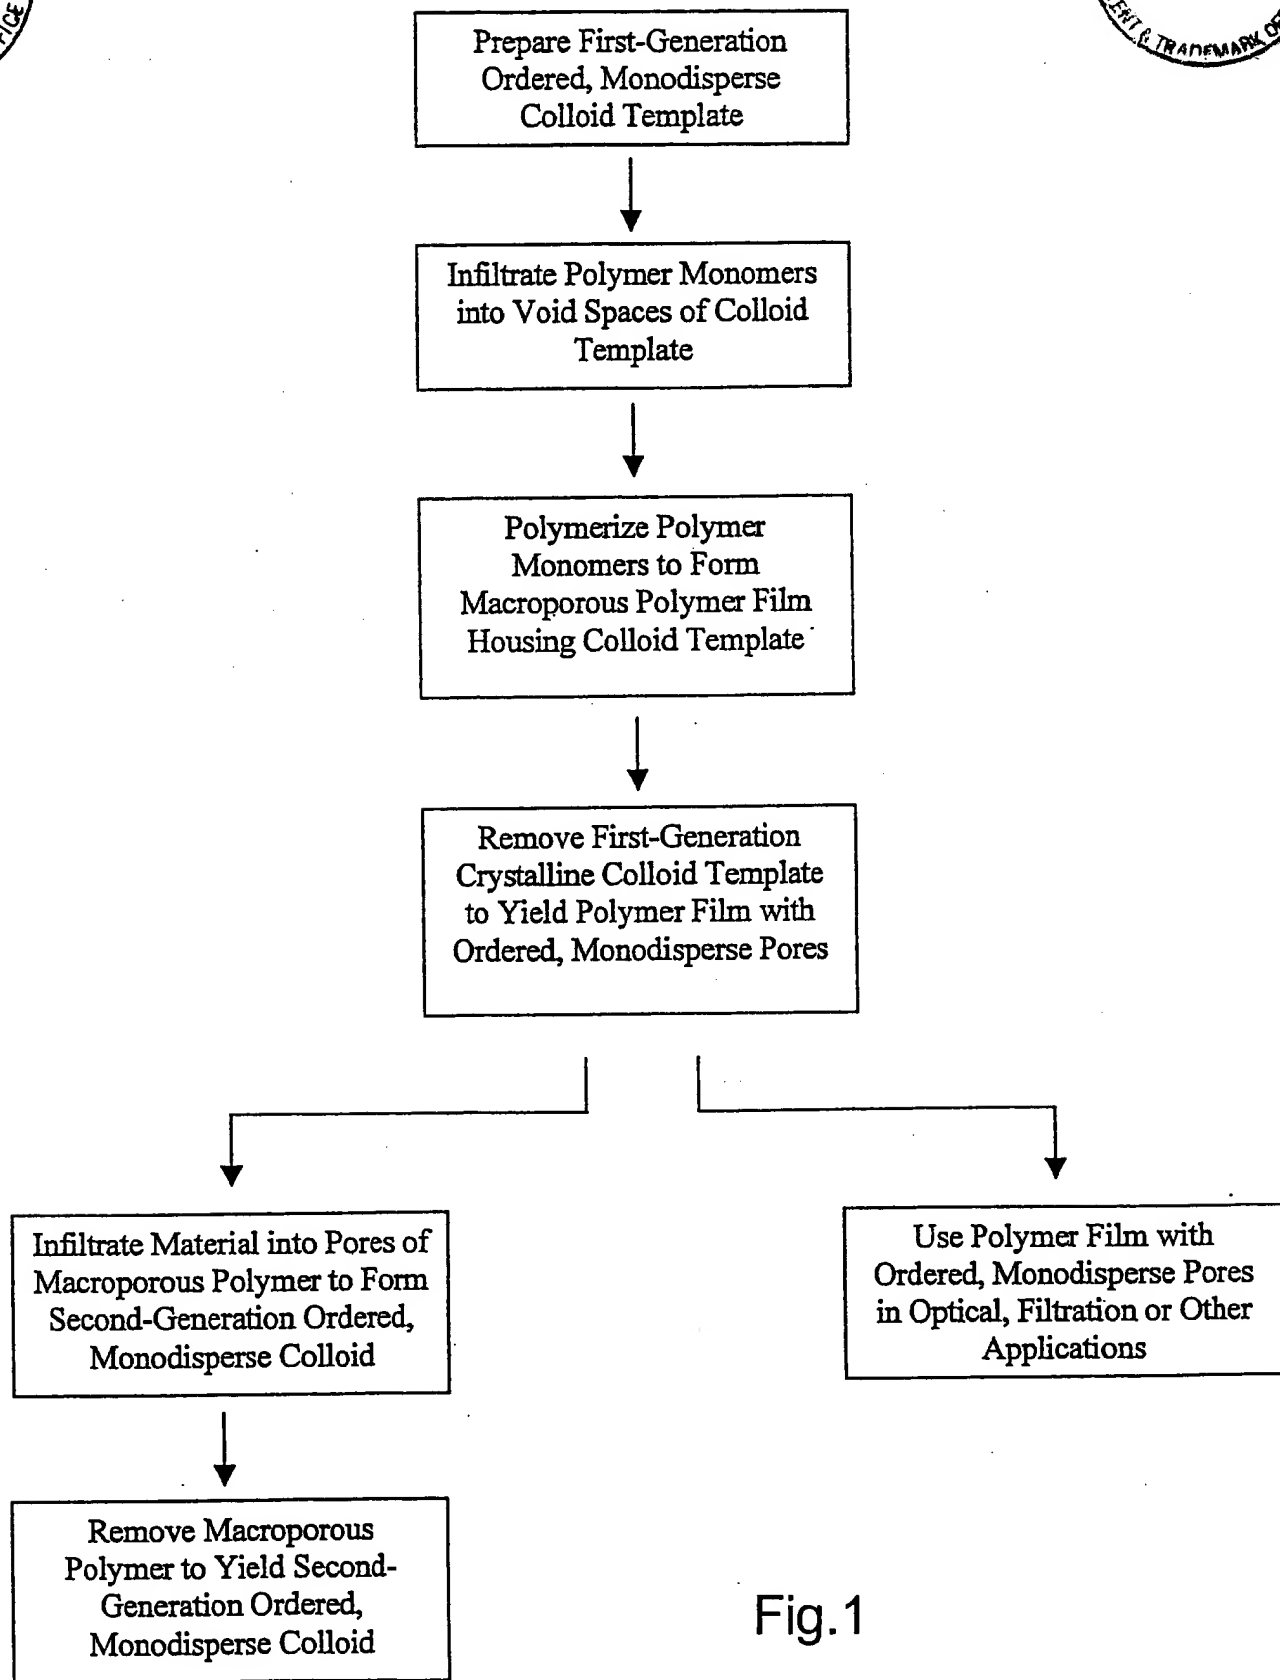 FICE
ENT & TRADEMARK OF
Prepare First-Generation
Ordered, Monodisperse
Colloid Template
Infiltrate Polymer Monomers
into Void Spaces of Colloid
Template
Polymerize Polymer
Monomers to Form
Macroporous Polymer Film
Housing Colloid Template
Remove First-Generation
Crystalline Colloid Template
to Yield Polymer Film with
Ordered, Monodisperse Pores
Infiltrate Material into Pores of
Macroporous Polymer to Form
Second-Generation Ordered,
Monodisperse Colloid
Use Polymer Film with
Ordered, Monodisperse Pores
in Optical, Filtration or Other
Applications
Remove Macroporous
Polymer to Yield Second-
Generation Ordered,
Monodisperse Colloid
Fig.1